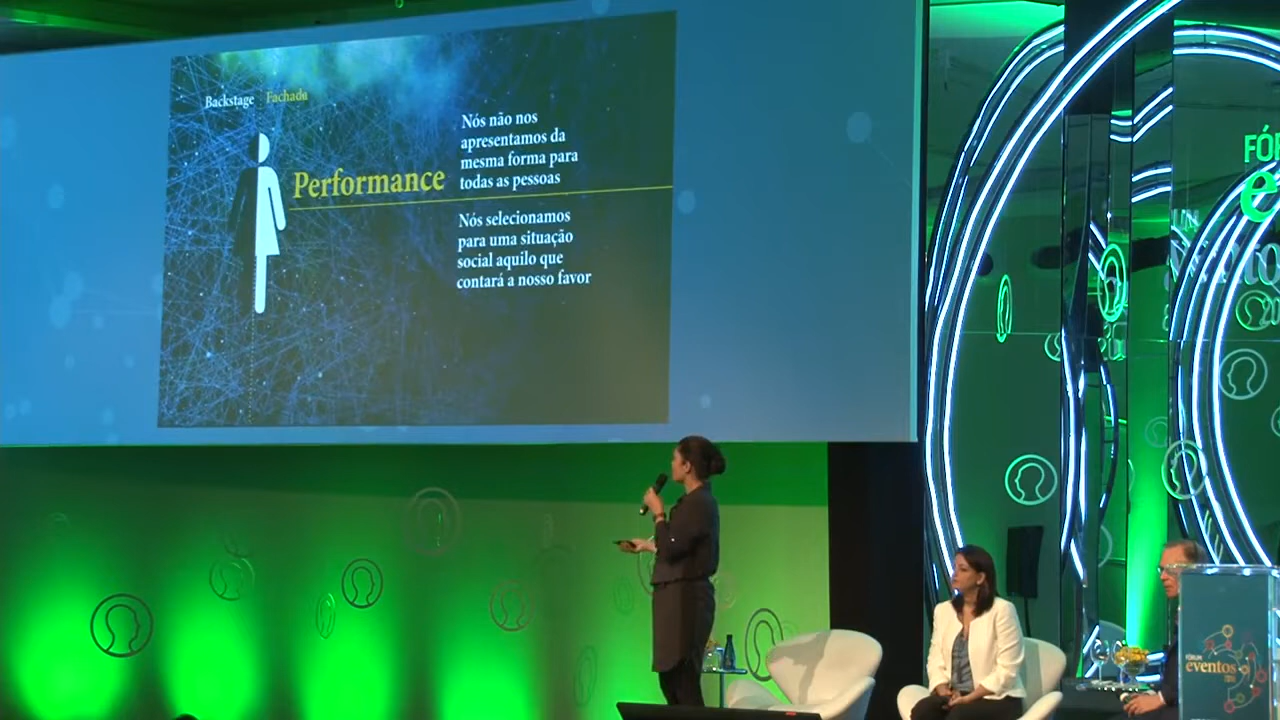 Backstage Fachada
Performance
Nós não nos
apresentamos da
mesma forma para
todas as pessoas
Nós selecionamos
para uma situação
social aquilo que
contará a nosso favor
FÓR
e
FÓRUM
eventos